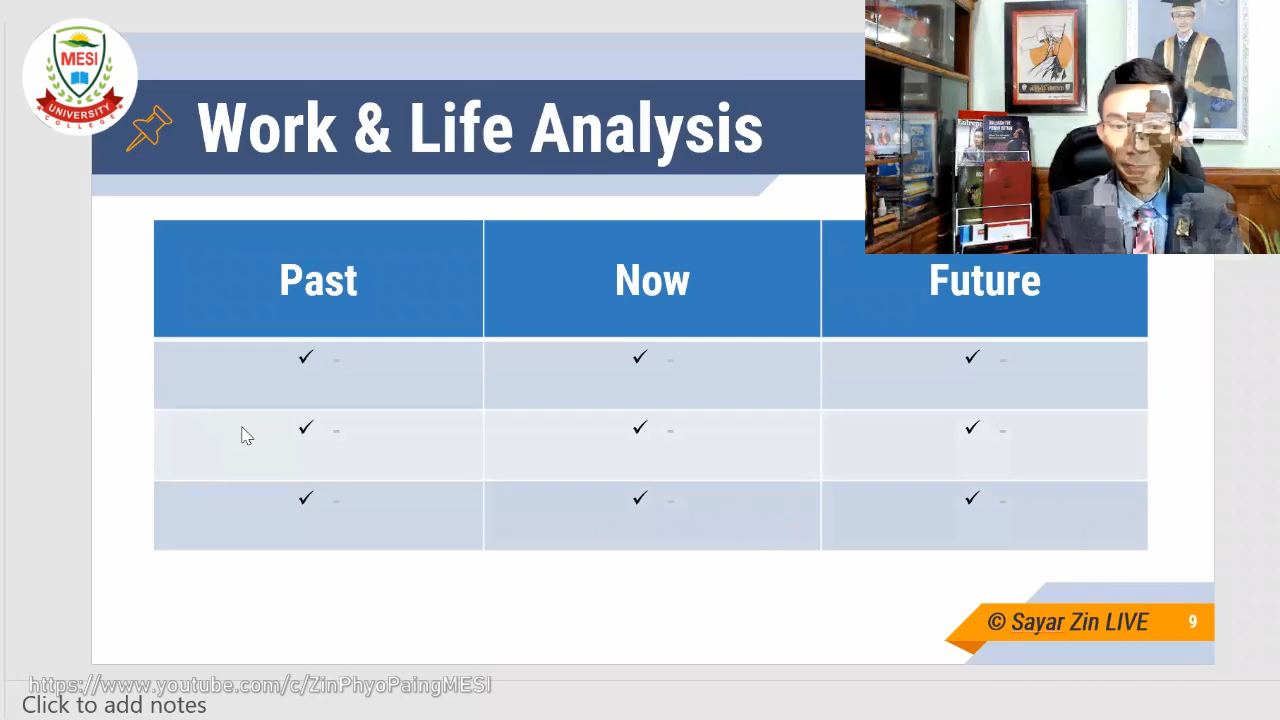 MESI
UNIVERSITY
COLLEGE
Work & Life Analysis
Past
Now
Future
✓ -
✓ -
✓ -
✓ -
✓ -
✓ -
✓ -
✓ -
✓ -
© Sayar Zin LIVE
9
https://www.youtube.com/c/ZinPhyoPaingMESI
Click to add notes